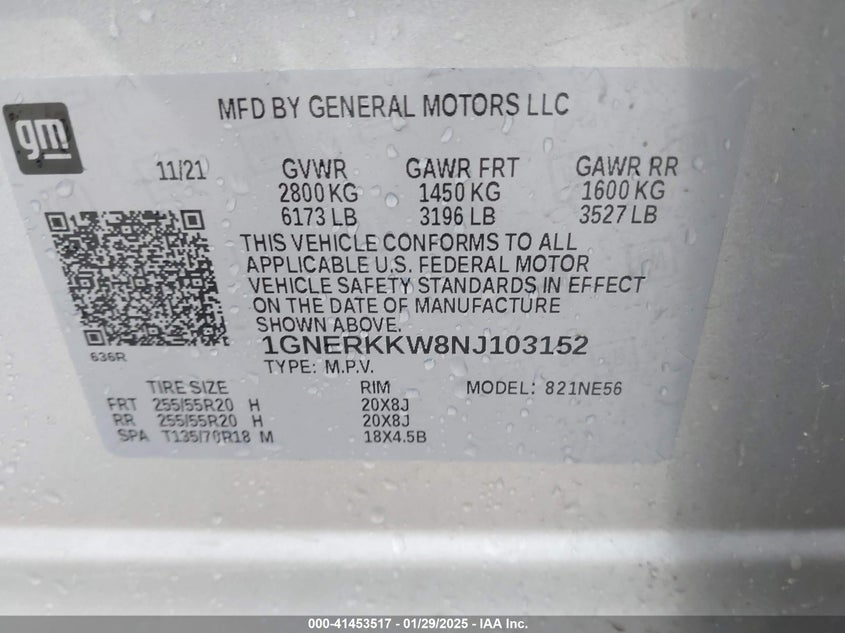 gm
MFD BY GENERAL MOTORS LLC
11/21 GVWR GAWR FRT GAWR RR
2800 KG 1450 KG 1600 KG
6173 LB 3196 LB 3527 LB
THIS VEHICLE CONFORMS TO ALL
APPLICABLE U.S. FEDERAL MOTOR
VEHICLE SAFETY STANDARDS IN EFFECT
ON THE DATE OF MANUFACTURE
SHOWN ABOVE.
636R
1GNERKKW8NJ103152
TYPE: M.P.V.
TIRE SIZE RIM MODEL: 821NE56
FRT 255/55R20 H 20X8J
RR 255/55R20 H 20X8J
SPA T135/70R18 M 18X4.5B
000-41453517 - 01/29/2025 - IAA Inc.